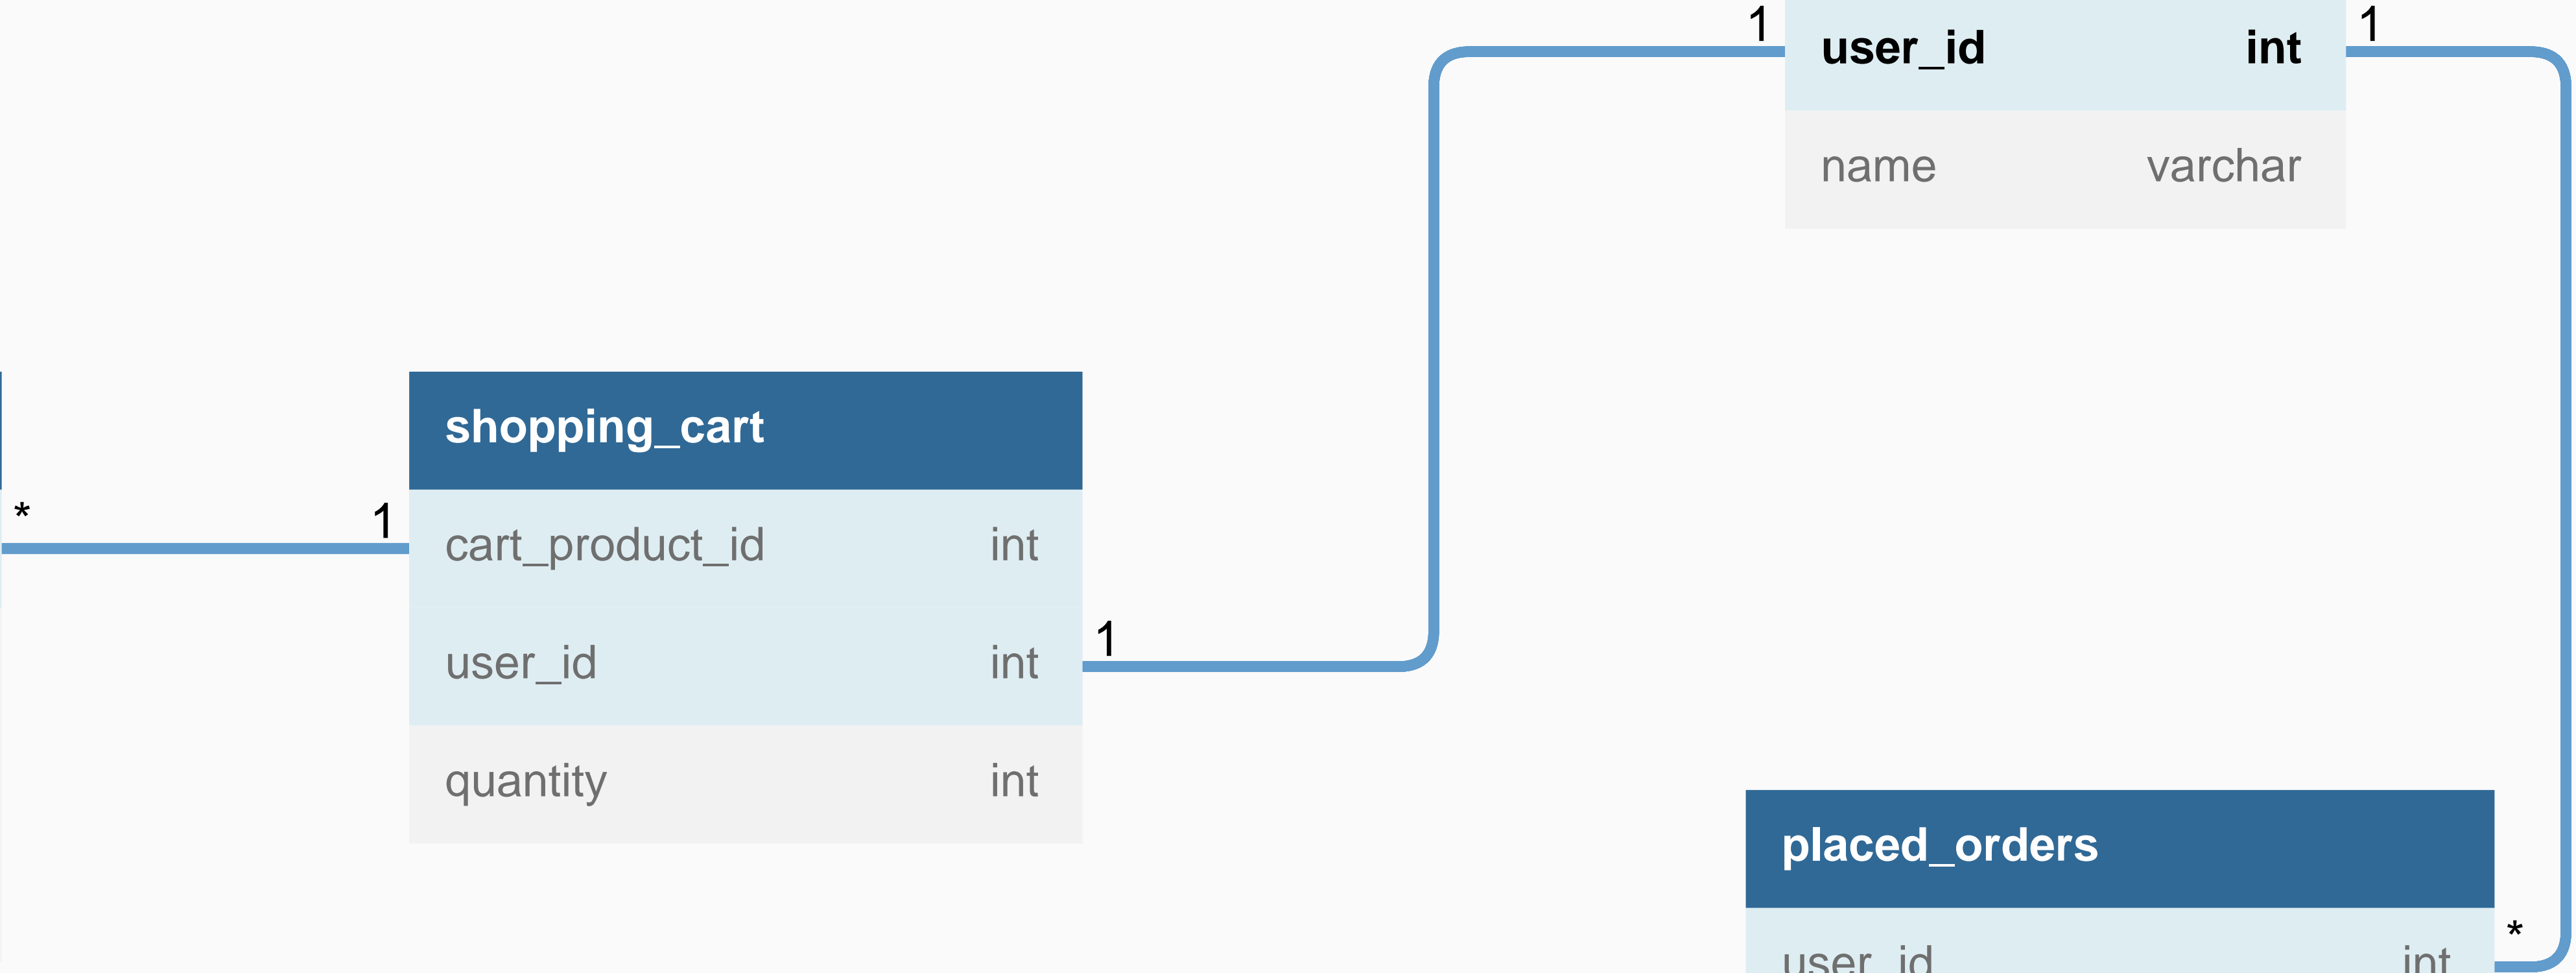 1 1
user_id int
name varchar
shopping_cart
* 1
cart_product_id int
1
user_id int
quantity int
placed_orders
*
user_id int